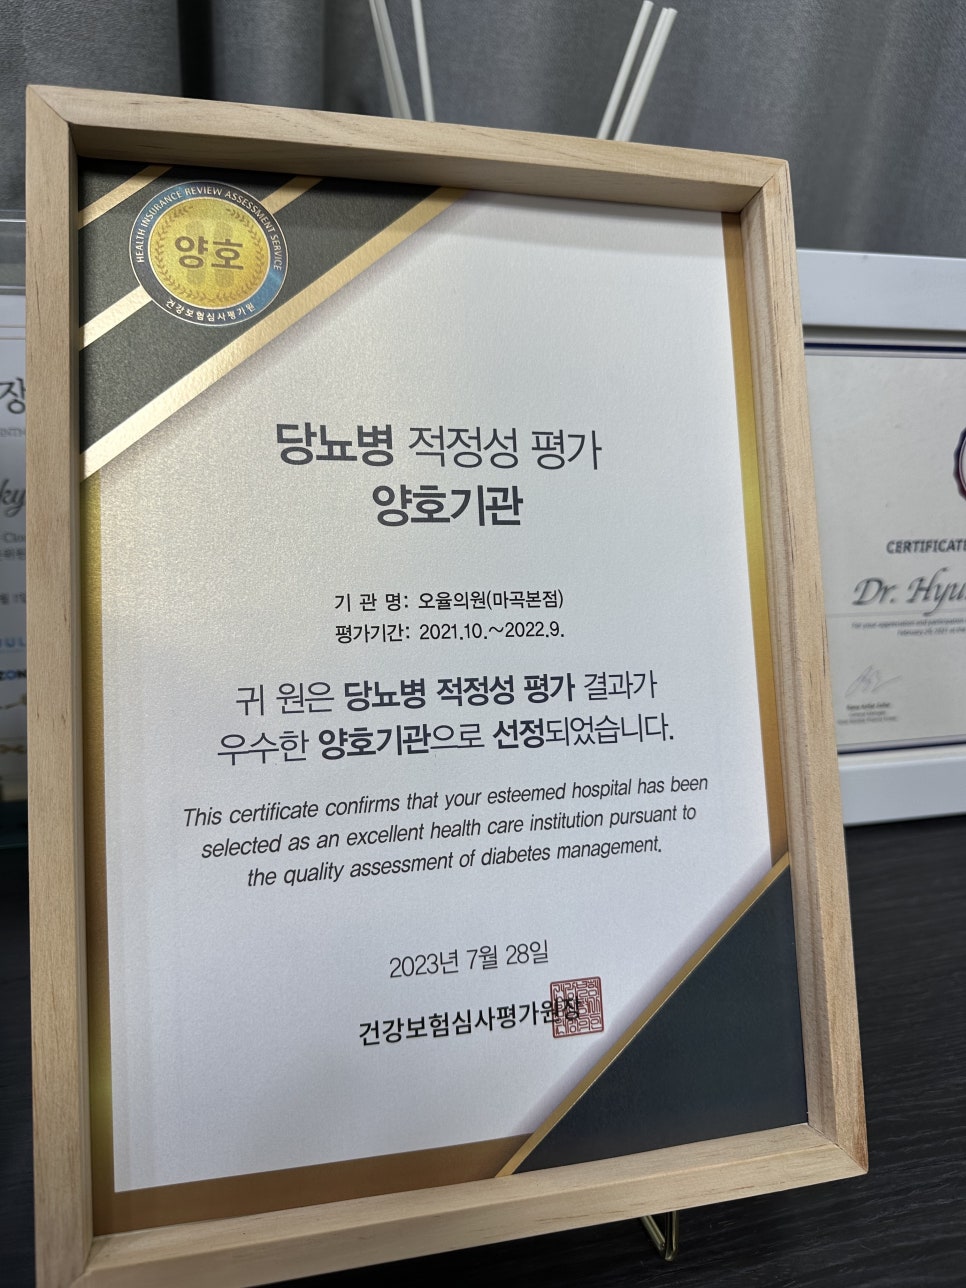 HEALTH INSURANCE REVIEW ASSESSMENT SERVICE
양호
건강보험심사평가원
당뇨병 적정성 평가
양호기관
기 관 명: 오율의원(마곡본점)
평가기간: 2021.10.~2022.9.
귀 원은 당뇨병 적정성 평가 결과가
우수한 양호기관으로 선정되었습니다.
This certificate confirms that your esteemed hospital has been
selected as an excellent health care institution pursuant to
the quality assessment of diabetes management.
2023년 7월 28일
건강보험심사평가원장
장
CERTIFICAT
Dr. Hyu